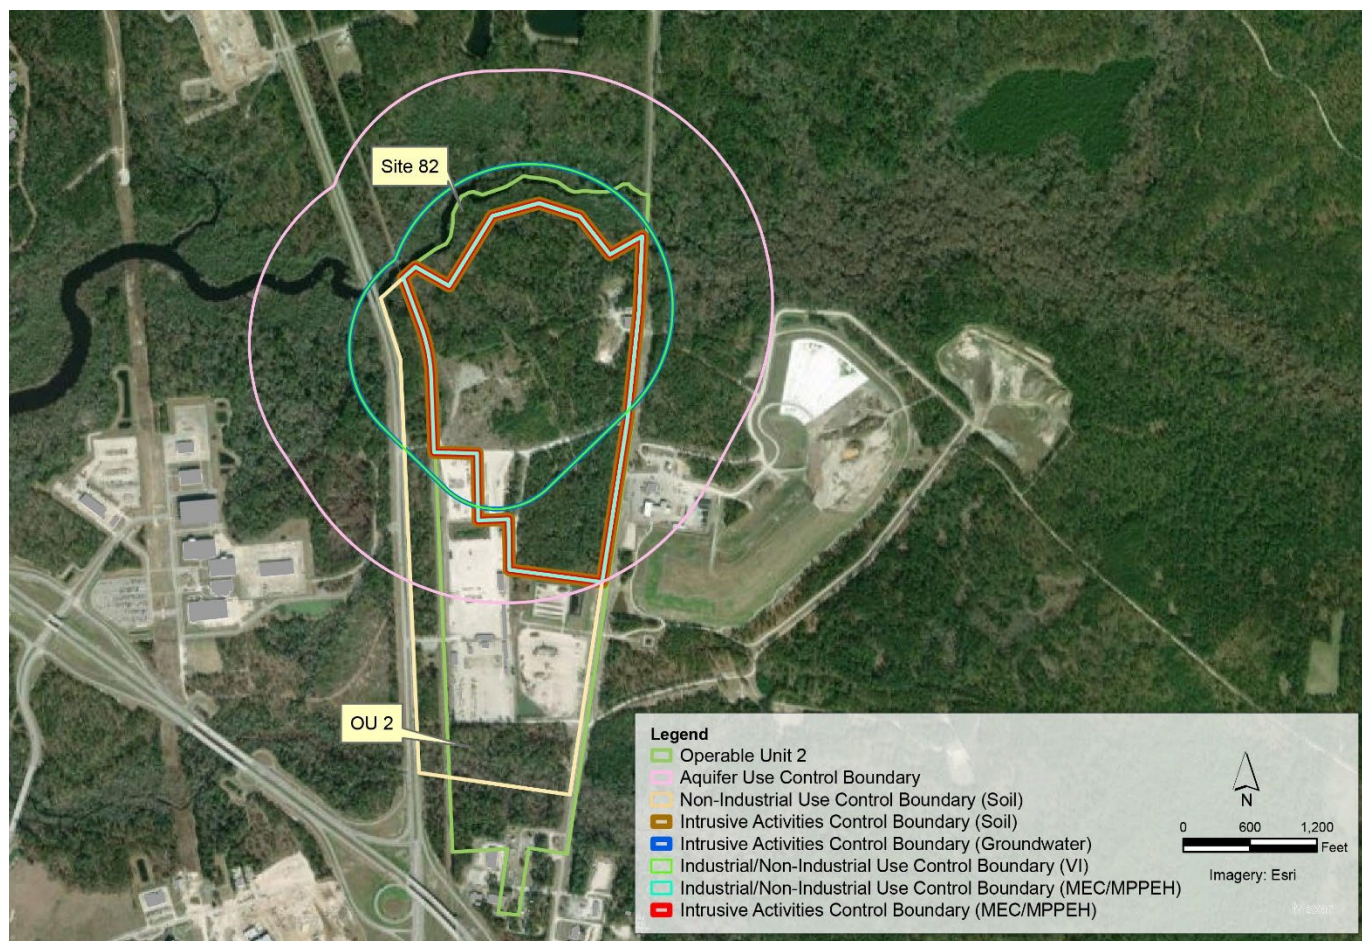 Site 82
OU 2
Legend
Operable Unit 2
Aquifer Use Control Boundary
Non-Industrial Use Control Boundary (Soil)
Intrusive Activities Control Boundary (Soil)
Intrusive Activities Control Boundary (Groundwater)
Industrial/Non-Industrial Use Control Boundary (VI)
Industrial/Non-Industrial Use Control Boundary (MEC/MPPEH)
Intrusive Activities Control Boundary (MEC/MPPEH)
N
0 600 1,200
Feet
Imagery: Esri
Maxar